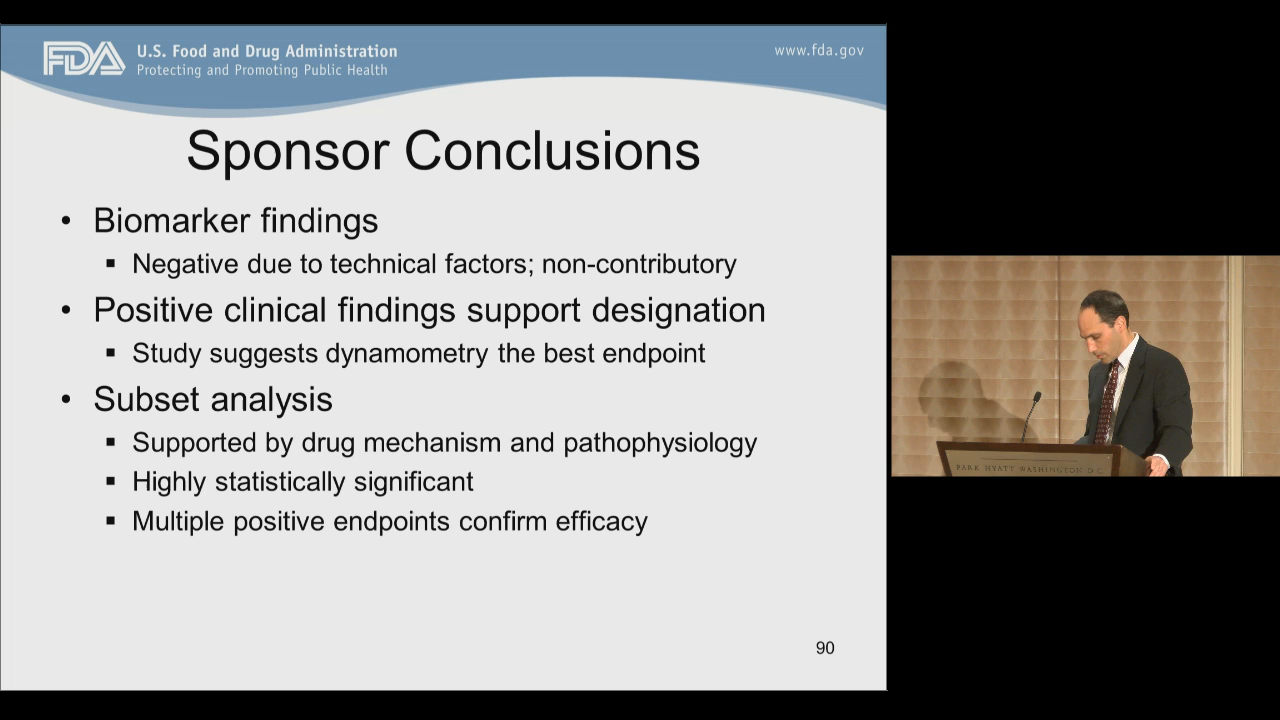 FDA U.S. Food and Drug Administration
Protecting and Promoting Public Health
www.fda.gov
Sponsor Conclusions
• Biomarker findings
▪ Negative due to technical factors; non-contributory
• Positive clinical findings support designation
▪ Study suggests dynamometry the best endpoint
• Subset analysis
▪ Supported by drug mechanism and pathophysiology
▪ Highly statistically significant
▪ Multiple positive endpoints confirm efficacy
90
PARK HYATT WASHINGTON D C